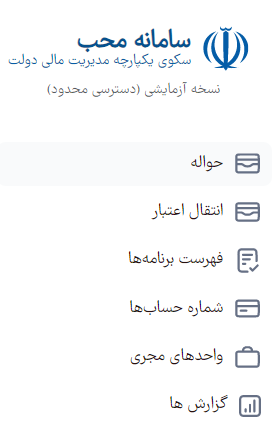 سامانه محب
سکوی یکپارچه مدیریت مالی دولت
نسخه آزمایشی (دسترسی محدود)
حواله
انتقال اعتبار
فهرست برنامه‌ها
شماره حساب‌ها
واحدهای مجری
گزارش ها